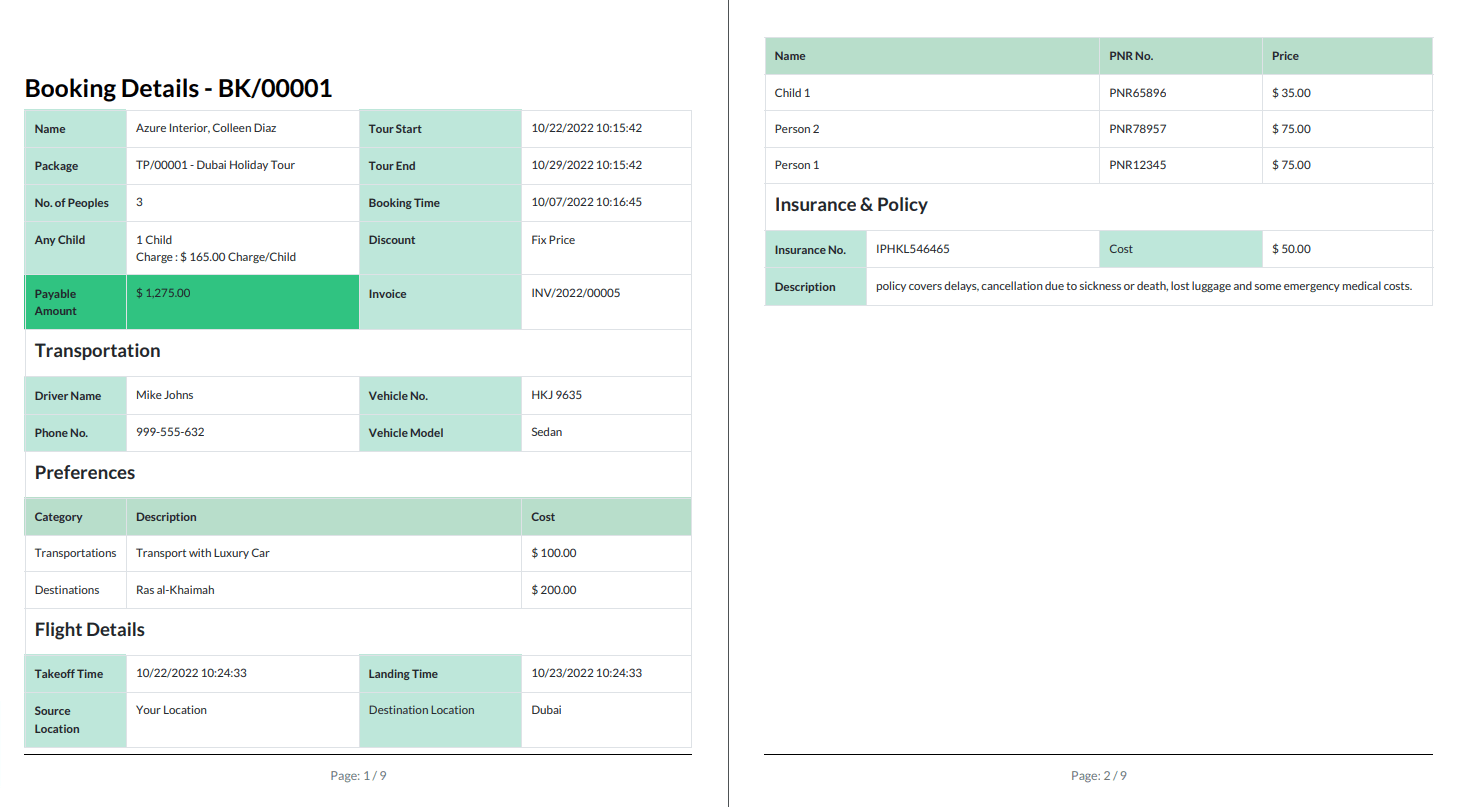 Booking Details - BK/00001
Name Azure Interior, Colleen Diaz Tour Start 10/22/2022 10:15:42
Package TP/00001 - Dubai Holiday Tour Tour End 10/29/2022 10:15:42
No. of Peoples 3 Booking Time 10/07/2022 10:16:45
Any Child 1 Child Discount Fix Price
Charge : $ 165.00 Charge/Child
Payable $ 1,275.00 Invoice INV/2022/00005
Amount
Transportation
Driver Name Mike Johns Vehicle No. HKJ 9635
Phone No. 999-555-632 Vehicle Model Sedan
Preferences
Category Description Cost
Transportations Transport with Luxury Car $ 100.00
Destinations Ras al-Khaimah $ 200.00
Flight Details
Takeoff Time 10/22/2022 10:24:33 Landing Time 10/23/2022 10:24:33
Source Your Location Destination Location Dubai
Location
Page: 1 / 9
Name PNR No. Price
Child 1 PNR65896 $ 35.00
Person 2 PNR78957 $ 75.00
Person 1 PNR12345 $ 75.00
Insurance & Policy
Insurance No. IPHKL546465 Cost $ 50.00
Description policy covers delays, cancellation due to sickness or death, lost luggage and some emergency medical costs.
Page: 2 / 9